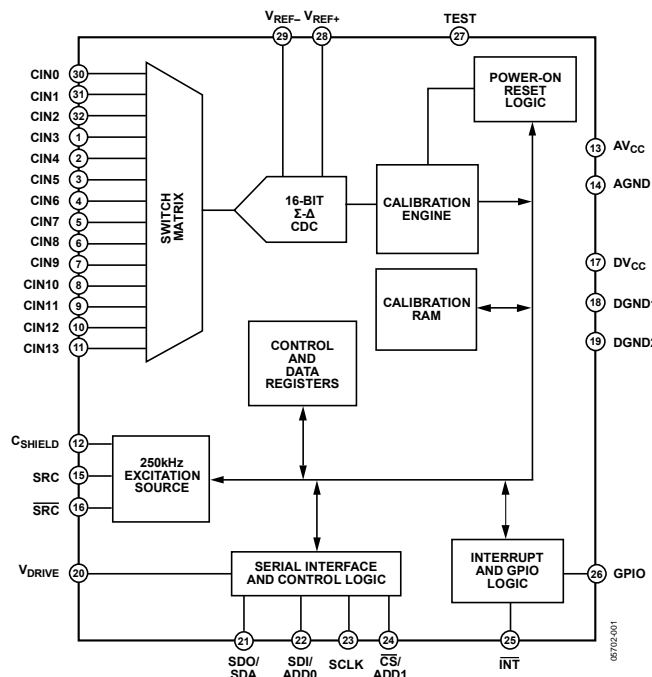 VREF– VREF+ TEST
29 28 27
CIN0 30
CIN1 31
CIN2 32
CIN3 1
CIN4 2
CIN5 3
CIN6 4
CIN7 5
CIN8 6
CIN9 7
CIN10 8
CIN11 9
CIN12 10
CIN13 11
SWITCH
MATRIX
16-BIT
Σ-Δ
CDC
POWER-ON
RESET
LOGIC
CALIBRATION
ENGINE
CALIBRATION
RAM
CONTROL
AND
DATA
REGISTERS
13 AVCC
14 AGND
17 DVCC
18 DGND1
19 DGND2
CSHIELD 12
SRC 15
SRC 16
250kHz
EXCITATION
SOURCE
VDRIVE 20
SERIAL INTERFACE
AND CONTROL LOGIC
INTERRUPT
AND GPIO
LOGIC
26 GPIO
21 22 23 24 25
SDO/
SDA
SDI/
ADD0
SCLK
CS/
ADD1
INT
05702-001